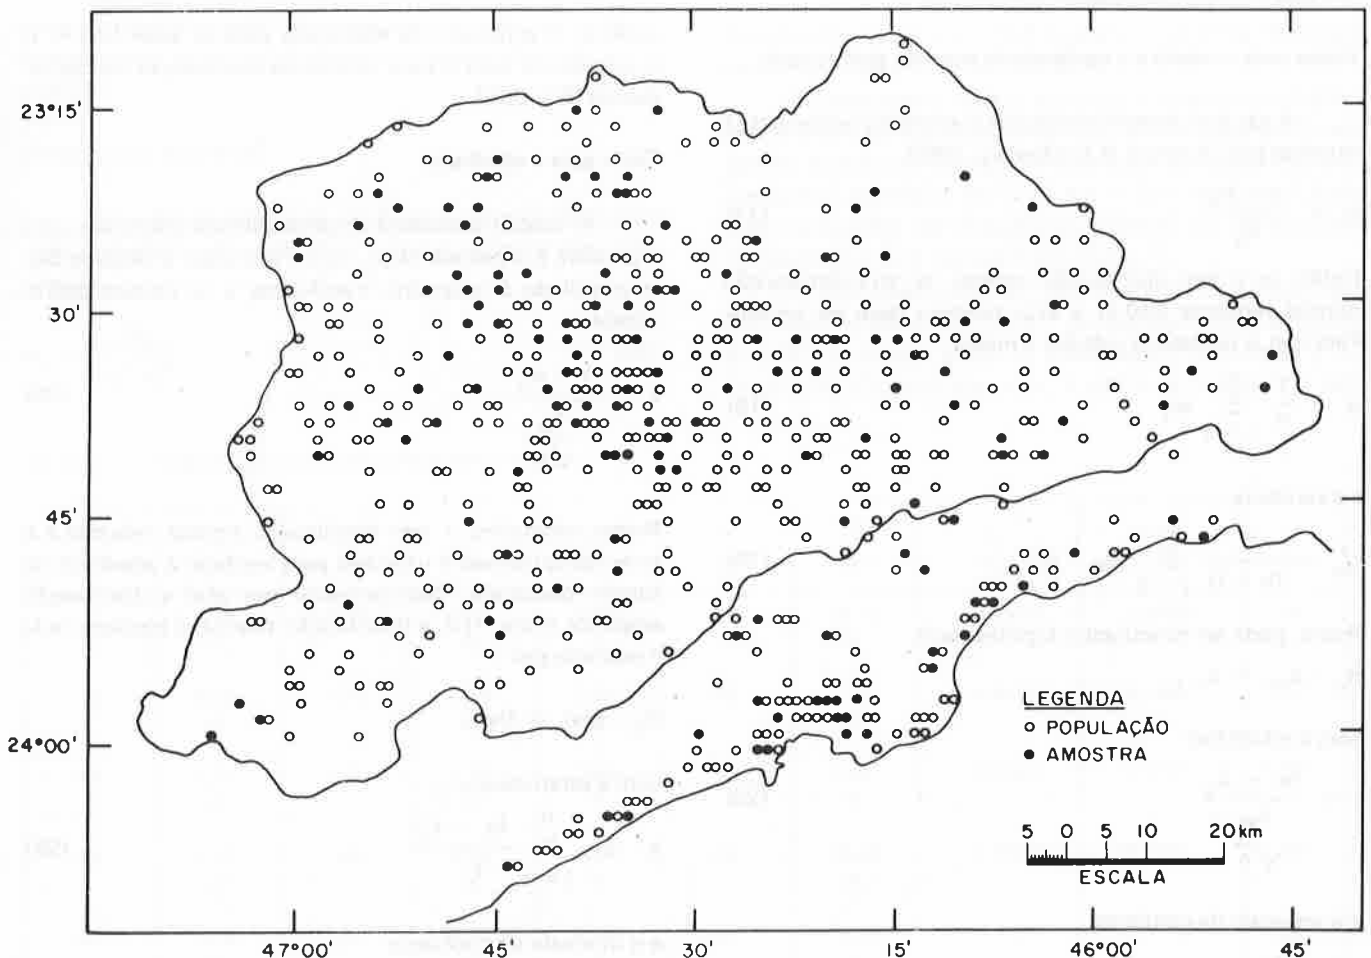 23°15'
30'
45'
24°00'
47°00'
45'
30'
15'
46°00'
45'
LEGENDA
○ POPULAÇÃO
● AMOSTRA
5 0 5 10 20 km
ESCALA